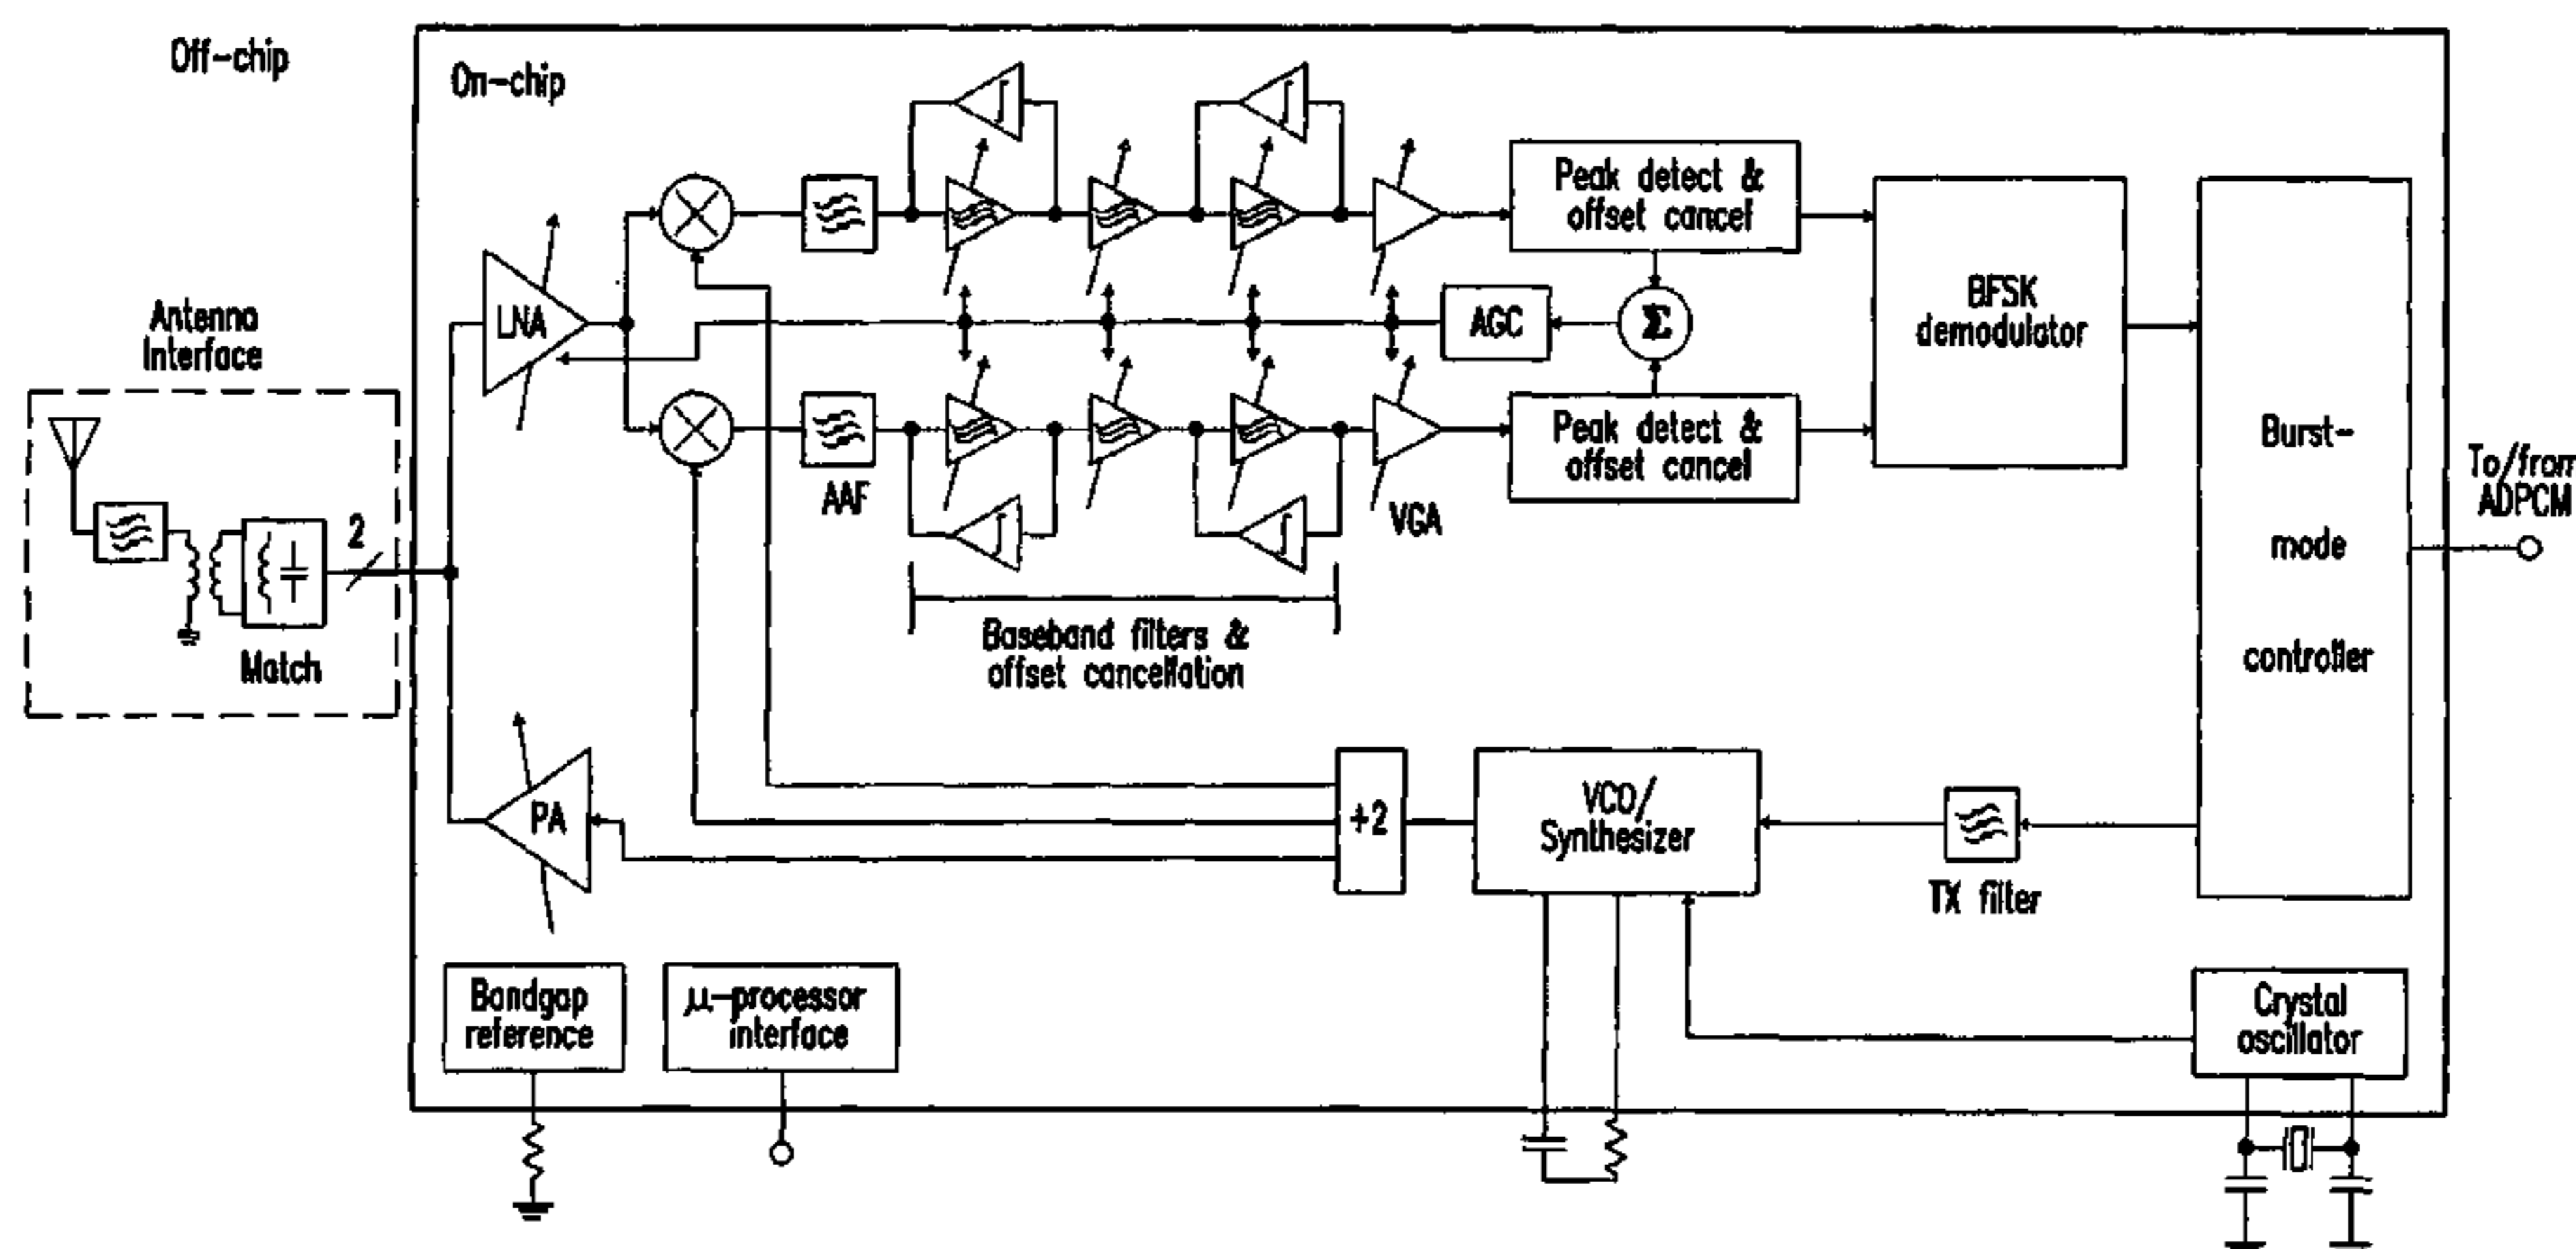 Off-chip
On-chip
Antenna
Interface
2
Match
LNA
PA
AAF
VGA
Baseband filters &
offset cancellation
Peak detect &
offset cancel
AGC
Σ
Peak detect &
offset cancel
BFSK
demodulator
Burst-
mode
controller
To/from
ADPCM
+2
VCO/
Synthesizer
TX filter
Bandgap
reference
μ-processor
interface
Crystal
oscillator